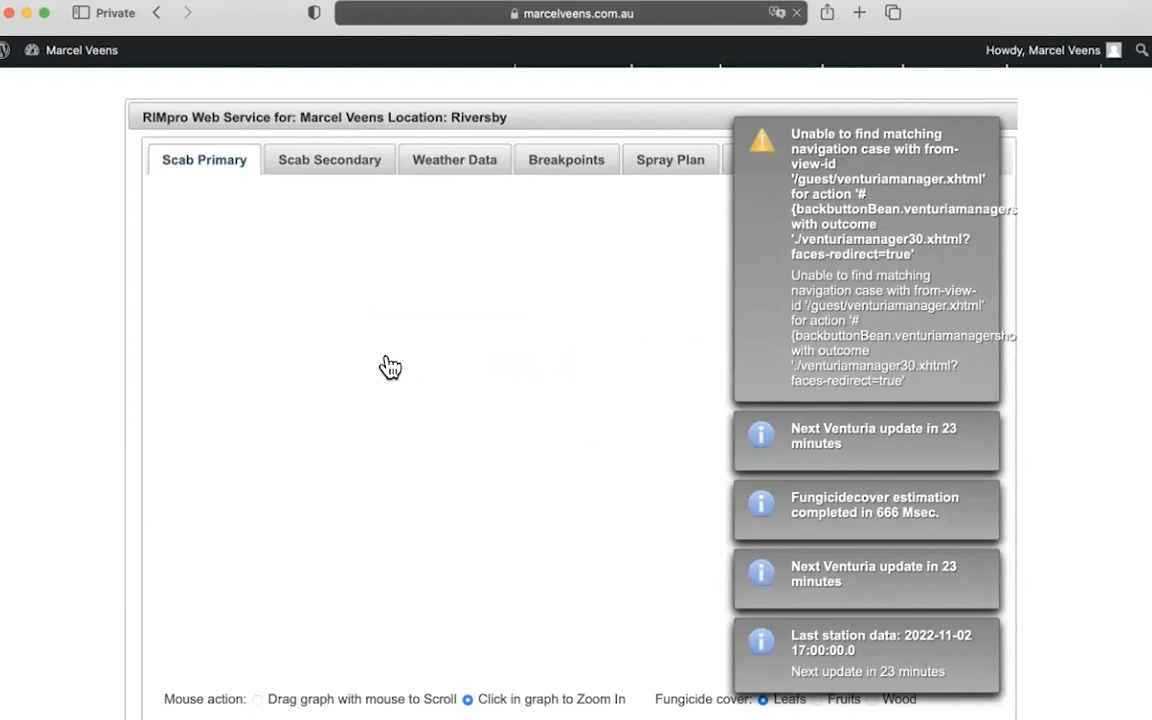 Private
marcelveens.com.au
Marcel Veens
Howdy, Marcel Veens
RIMpro Web Service for: Marcel Veens Location: Riversby
Scab Primary
Scab Secondary
Weather Data
Breakpoints
Spray Plan
Unable to find matching
navigation case with from-
view-id
'/guest/venturiamanager.xhtml'
for action '#
{backbuttonBean.venturiamanagers
with outcome
'./venturiamanager30.xhtml?
faces-redirect=true'
Unable to find matching
navigation case with from-view-
id '/guest/venturiamanager.xhtml'
for action '#
{backbuttonBean.venturiamanagersho
with outcome
'./venturiamanager30.xhtml?
faces-redirect=true'
Next Venturia update in 23
minutes
Fungicidecover estimation
completed in 666 Msec.
Next Venturia update in 23
minutes
Last station data: 2022-11-02
17:00:00.0
Next update in 23 minutes
Mouse action: Drag graph with mouse to Scroll Click in graph to Zoom In Fungicide cover: Leafs Fruits Wood